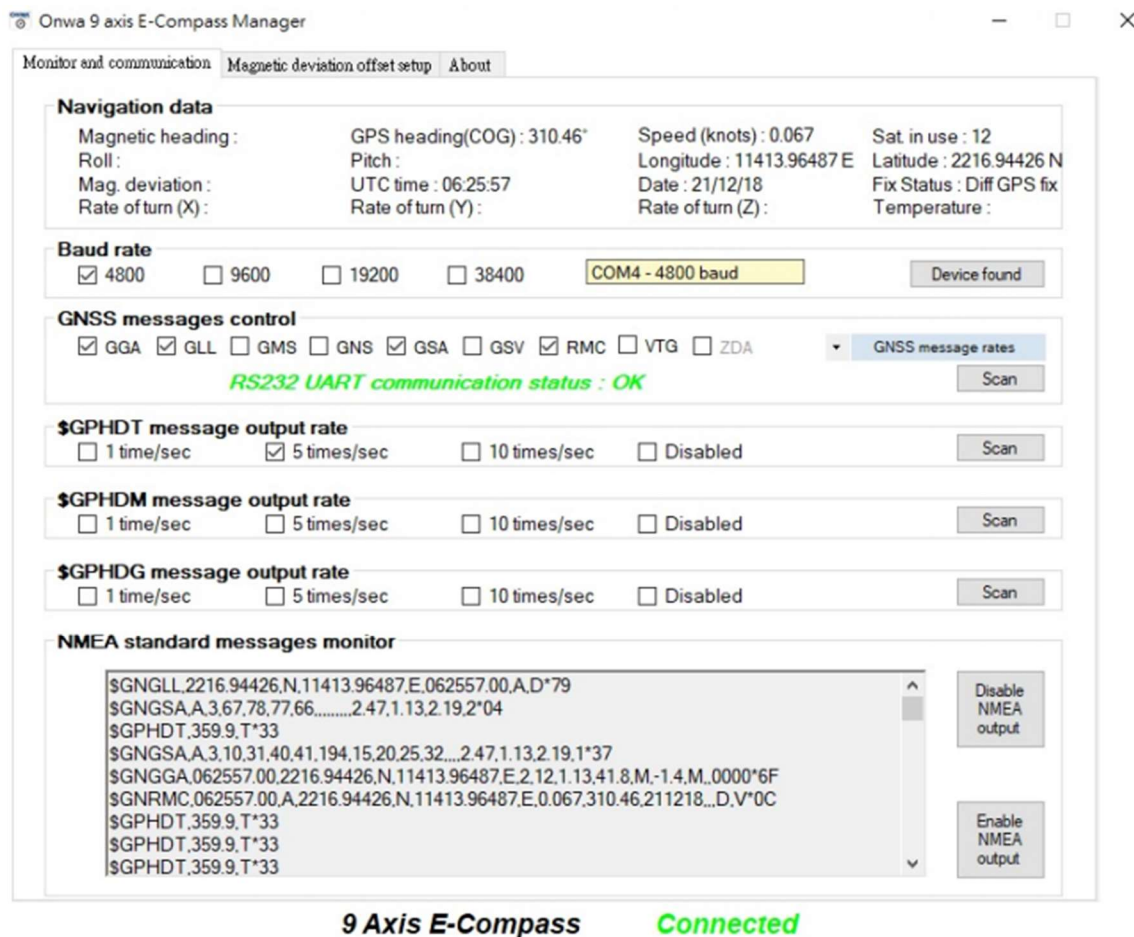 Onwa 9 axis E-Compass Manager
Monitor and communication Magnetic deviation offset setup About
Navigation data
Magnetic heading : GPS heading(COG) : 310.46° Speed (knots) : 0.067 Sat. in use : 12
Roll : Pitch : Longitude : 11413.96487 E Latitude : 2216.94426 N
Mag. deviation : UTC time : 06:25:57 Date : 21/12/18 Fix Status : Diff GPS fix
Rate of turn (X) : Rate of turn (Y) : Rate of turn (Z) : Temperature :
Baud rate
4800 9600 19200 38400 COM4 - 4800 baud Device found
GNSS messages control
GGA GLL GMS GNS GSA GSV RMC VTG ZDA GNSS message rates
RS232 UART communication status : OK Scan
$GPHDT message output rate
1 time/sec 5 times/sec 10 times/sec Disabled Scan
$GPHDM message output rate
1 time/sec 5 times/sec 10 times/sec Disabled Scan
$GPHDG message output rate
1 time/sec 5 times/sec 10 times/sec Disabled Scan
NMEA standard messages monitor
$GNGLL,2216.94426,N,11413.96487,E,062557.00,A,D*79
$GNGSA,A,3,67,78,77,66,,,,,,,,,2.47,1.13,2.19,2*04
$GPHDT,359.9,T*33
$GNGSA,A,3,10,31,40,41,194,15,20,25,32,,,,2.47,1.13,2.19,1*37
$GNGGA,062557.00,2216.94426,N,11413.96487,E,2,12,1.13,41.8,M,-1.4,M,,0000*6F
$GNRMC,062557.00,A,2216.94426,N,11413.96487,E,0.067,310.46,211218,,,D,V*0C
$GPHDT,359.9,T*33
$GPHDT,359.9,T*33
$GPHDT,359.9,T*33
Disable
NMEA
output
Enable
NMEA
output
9 Axis E-Compass Connected